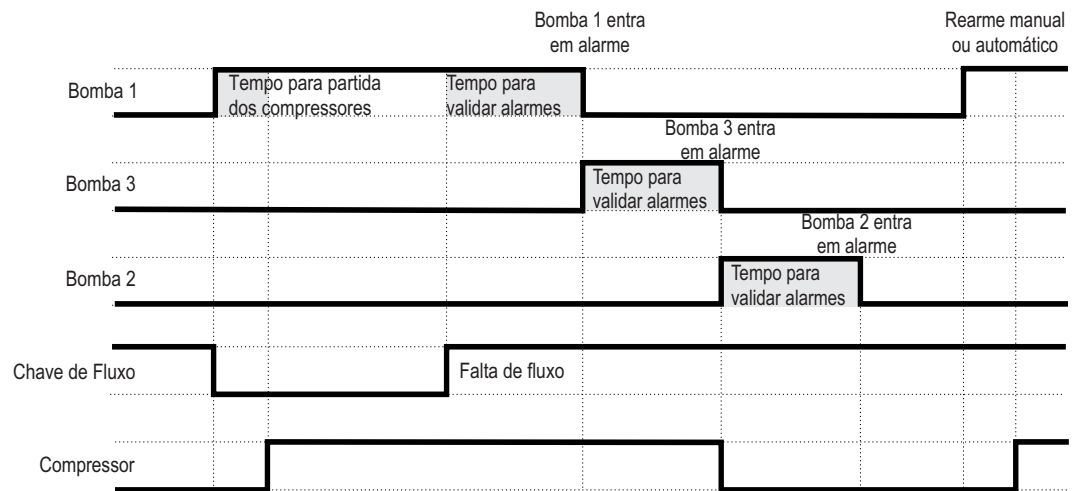 Bomba 1 entra
em alarme
Rearme manual
ou automático
Bomba 1
Tempo para partida
dos compressores
Tempo para
validar alarmes
Bomba 3 entra
em alarme
Bomba 3
Tempo para
validar alarmes
Bomba 2 entra
em alarme
Bomba 2
Tempo para
validar alarmes
Chave de Fluxo
Falta de fluxo
Compressor